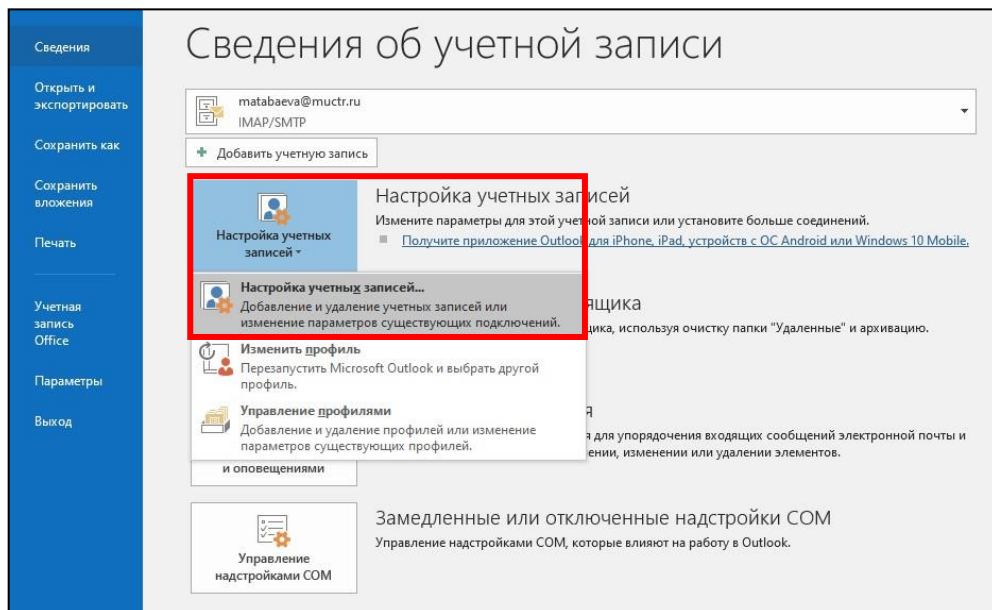 Сведения
Открыть и
экспортировать
Сохранить как
Сохранить
вложения
Печать
Учетная
запись
Office
Параметры
Выход
Сведения об учетной записи
matabaeva@muctr.ru
IMAP/SMTP
Добавить учетную запись
Настройка учетных
записей
Настройка учетных записей
Измените параметры для этой учетной записи или установите больше соединений.
Получите приложение Outlook для iPhone, iPad, устройств с ОС Android или Windows 10 Mobile.
Настройка учетных записей...
Добавление и удаление учетных записей или
изменение параметров существующих подключений.
Изменить профиль
Перезапустить Microsoft Outlook и выбрать другой
профиль.
Управление профилями
Добавление и удаление профилей или изменение
параметров существующих профилей.
используя очистку папки "Удаленные" и архивацию.
для упорядочения входящих сообщений электронной почты и
изменении или удалении элементов.
и оповещениями
Управление
надстройками COM
Замедленные или отключенные надстройки COM
Управление надстройками COM, которые влияют на работу в Outlook.